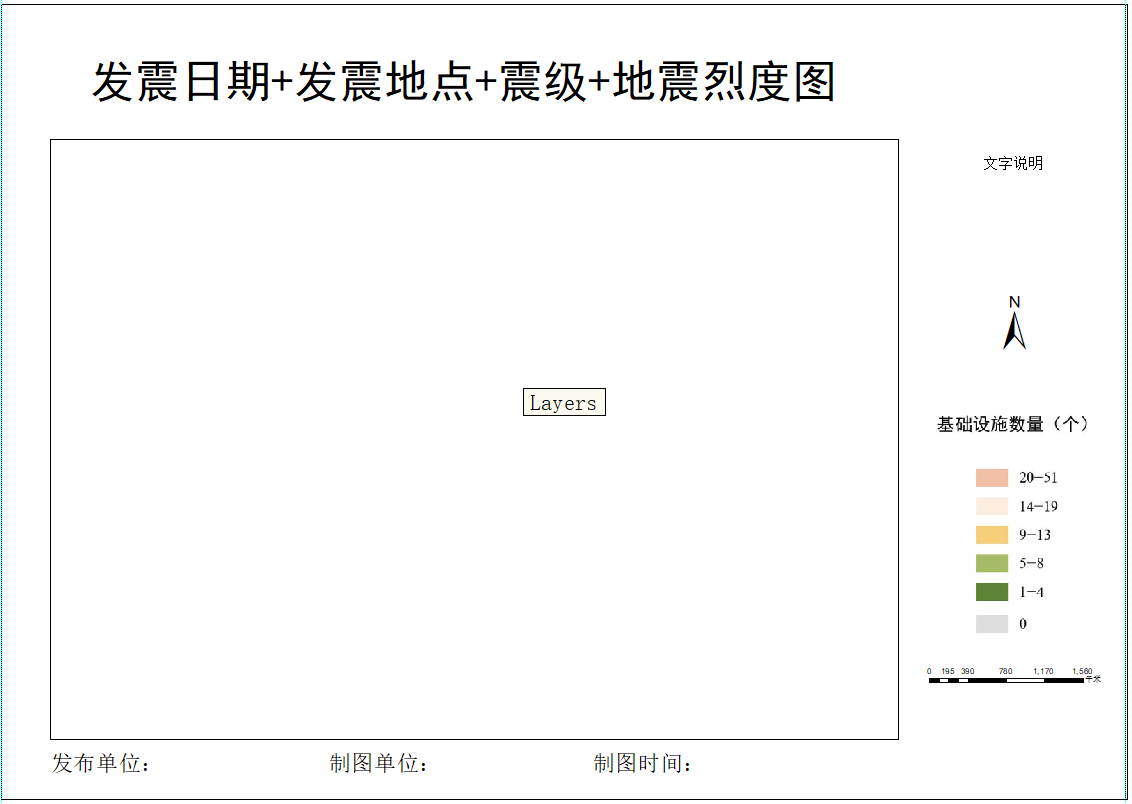 发震日期+发震地点+震级+地震烈度图
文字说明
N
Layers
基础设施数量（个）
20—51
14—19
9—13
5—8
1—4
0
0 195 390 780 1,170 1,560
千米
发布单位： 制图单位： 制图时间：